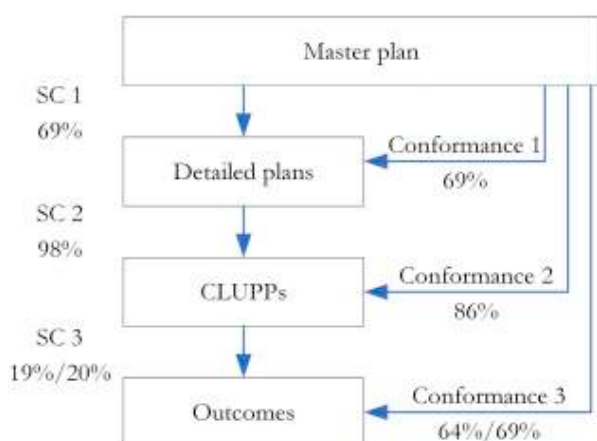 Master plan
SC 1
69%
Conformance 1
69%
Detailed plans
SC 2
98%
Conformance 2
86%
CLUPPs
SC 3
19%/20%
Conformance 3
64%/69%
Outcomes